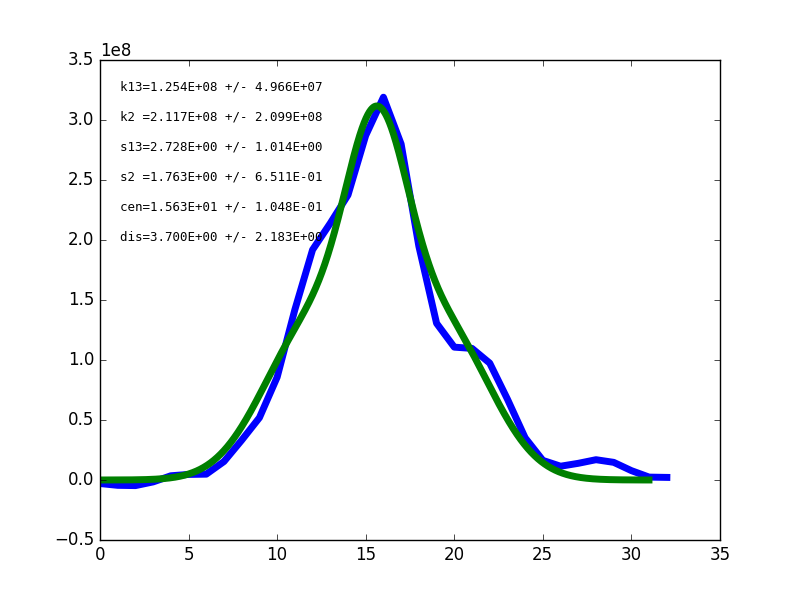 1e8
3.5
3.0
2.5
2.0
1.5
1.0
0.5
0.0
−0.5
k13=1.254E+08 +/- 4.966E+07
k2 =2.117E+08 +/- 2.099E+08
s13=2.728E+00 +/- 1.014E+00
s2 =1.763E+00 +/- 6.511E-01
cen=1.563E+01 +/- 1.048E-01
dis=3.700E+00 +/- 2.183E+00
0 5 10 15 20 25 30 35